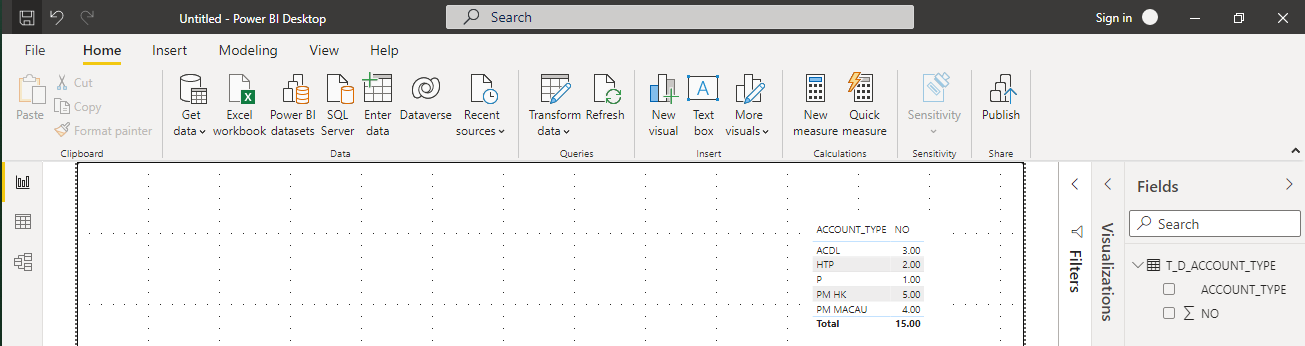 Untitled - Power BI Desktop
Search
Sign in
File Home Insert Modeling View Help
Paste
Cut
Copy
Format painter
Get data
Excel workbook
Power BI datasets
SQL Server
Enter data
Dataverse
Recent sources
Transform data
Refresh
New visual
Text box
More visuals
New measure
Quick measure
Sensitivity
Publish
Clipboard
Data
Queries
Insert
Calculations
Sensitivity
Share
ACCOUNT_TYPE NO
ACDL 3.00
HTP 2.00
P 1.00
PM HK 5.00
PM MACAU 4.00
Total 15.00
Filters
Visualizations
Fields
Search
T_D_ACCOUNT_TYPE
ACCOUNT_TYPE
∑ NO